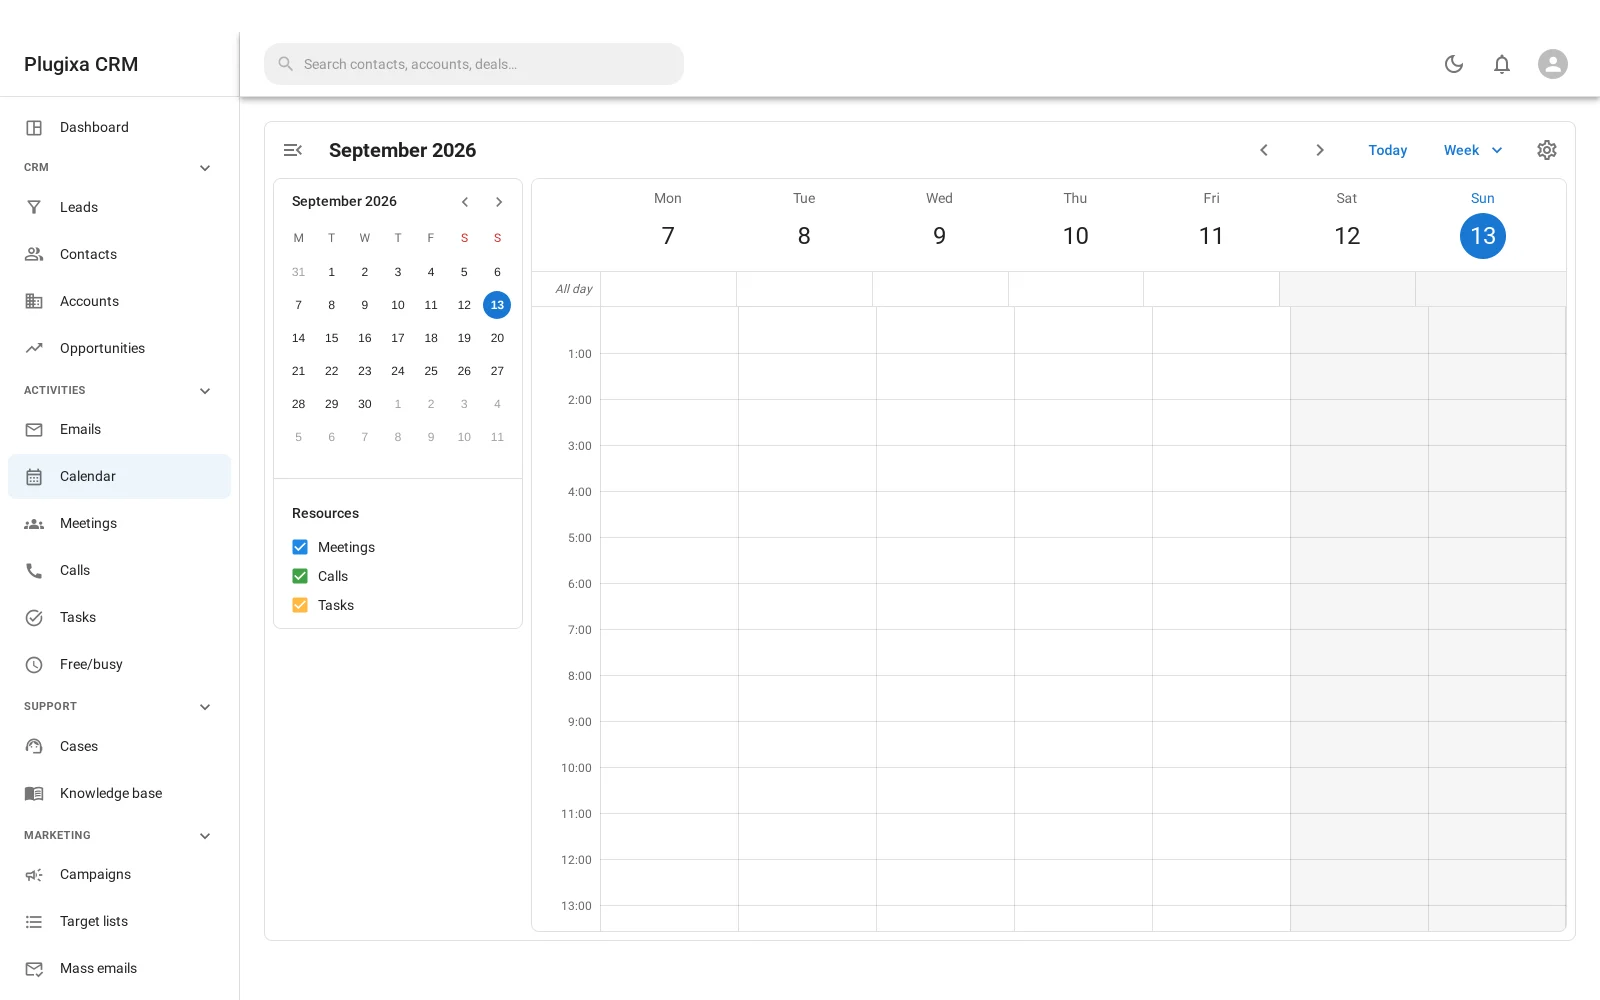 Plugixa CRM
Search contacts, accounts, deals...
Dashboard
CRM
Leads
Contacts
Accounts
Opportunities
ACTIVITIES
Emails
Calendar
Meetings
Calls
Tasks
Free/busy
SUPPORT
Cases
Knowledge base
MARKETING
Campaigns
Target lists
Mass emails
September 2026
Today
Week
September 2026
M T W T F S S
31 1 2 3 4 5 6
7 8 9 10 11 12 13
14 15 16 17 18 19 20
21 22 23 24 25 26 27
28 29 30 1 2 3 4
5 6 7 8 9 10 11
Resources
Meetings
Calls
Tasks
Mon Tue Wed Thu Fri Sat Sun
7 8 9 10 11 12 13
All day
1:00
2:00
3:00
4:00
5:00
6:00
7:00
8:00
9:00
10:00
11:00
12:00
13:00